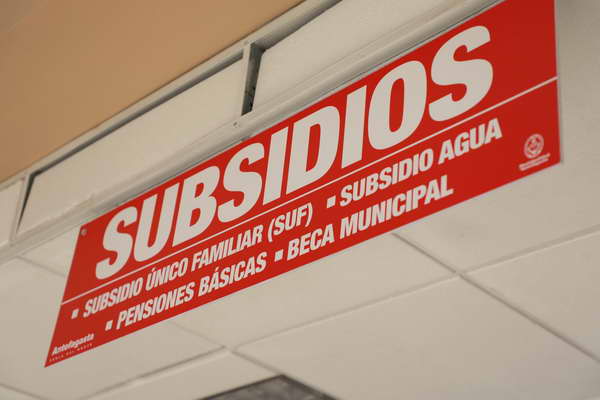 SUBSIDIOS
▪ SUBSIDIO ÚNICO FAMILIAR (SUF) ▪ SUBSIDIO AGUA
▪ PENSIONES BÁSICAS ▪ BECA MUNICIPAL
Antofagasta